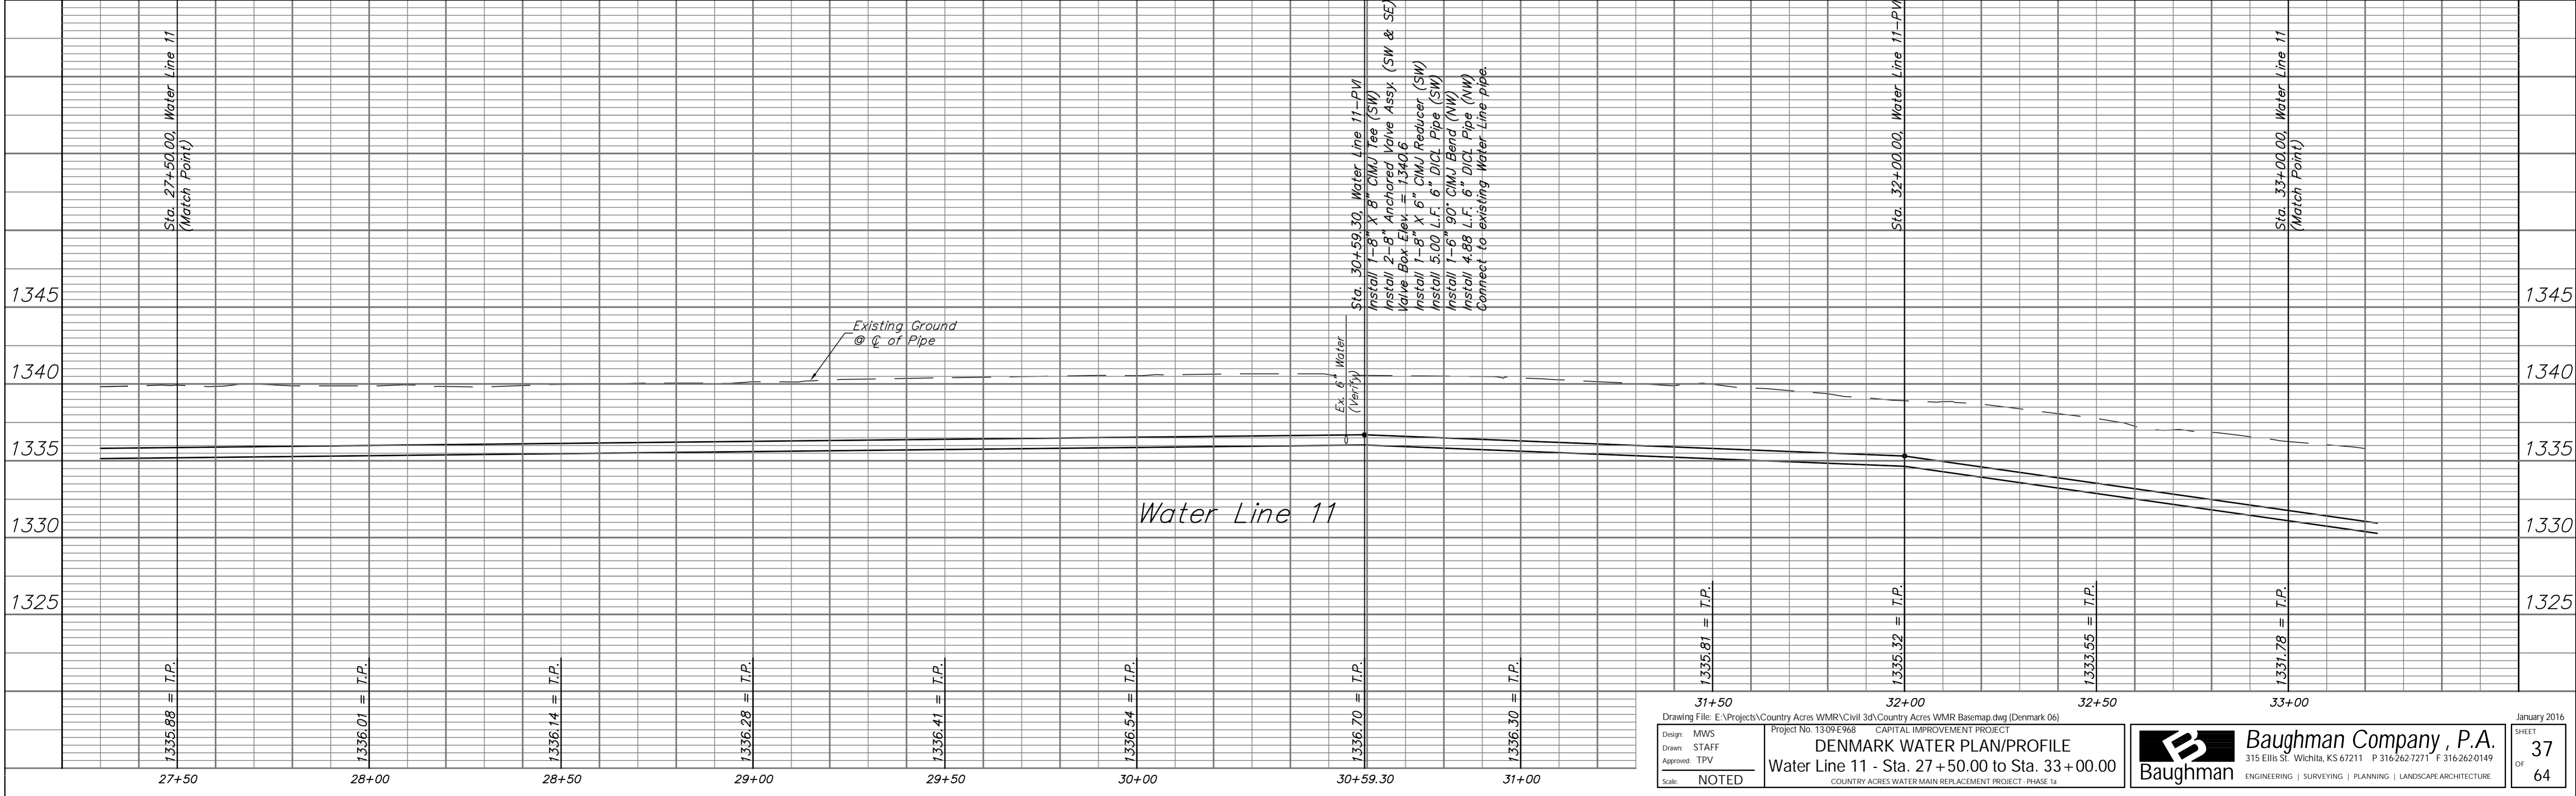 Sta. 27+50.00, Water Line 11
(Match Point)
Sta. 30+59.30, Water Line 11-PVI
Install 1-8" X 8" CIMJ Tee (SW)
Install 2-8" Anchored Valve Assy. (SW & SE)
Valve Box Elev. = 1340.6
Install 1-8" X 6" CIMJ Reducer (SW)
Install 5.00 L.F. 6" DICL Pipe (SW)
Install 1-6" 90° CIMJ Bend (NW)
Install 4.88 L.F. 6" DICL Pipe (NW)
Connect to existing Water Line pipe.
Sta. 32+00.00, Water Line 11-PVI
Sta. 33+00.00, Water Line 11
(Match Point)
1345
1345
Existing Ground
@ ℄ of Pipe
Ex. 6" Water
(Verify)
1340
1340
1335
1335
Water Line 11
1330
1330
1325
1325
1335.88 = T.P.
1336.01 = T.P.
1336.14 = T.P.
1336.28 = T.P.
1336.41 = T.P.
1336.54 = T.P.
1336.70 = T.P.
1336.30 = T.P.
1335.81 = T.P.
1335.32 = T.P.
1333.55 = T.P.
1331.78 = T.P.
27+50
28+00
28+50
29+00
29+50
30+00
30+59.30
31+00
31+50
32+00
32+50
33+00
Drawing File: E:\Projects\Country Acres WMR\Civil 3d\Country Acres WMR Basemap.dwg (Denmark 06)
Design: MWS
Drawn: STAFF
Approved: TPV
Scale: NOTED
Project No. 13-09-E968 CAPITAL IMPROVEMENT PROJECT
DENMARK WATER PLAN/PROFILE
Water Line 11 - Sta. 27+50.00 to Sta. 33+00.00
COUNTRY ACRES WATER MAIN REPLACEMENT PROJECT - PHASE 1a
Baughman
Baughman Company, P.A.
315 Ellis St. Wichita, KS 67211 P 316-262-7271 F 316-262-0149
ENGINEERING | SURVEYING | PLANNING | LANDSCAPE ARCHITECTURE
January 2016
SHEET
37
OF
64